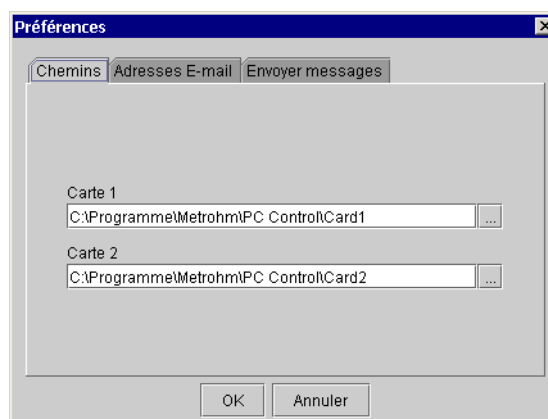 Préférences
Chemins Adresses E-mail Envoyer messages
Carte 1
C:\Programme\Metrohm\PC Control\Card1 ...
Carte 2
C:\Programme\Metrohm\PC Control\Card2 ...
OK Annuler